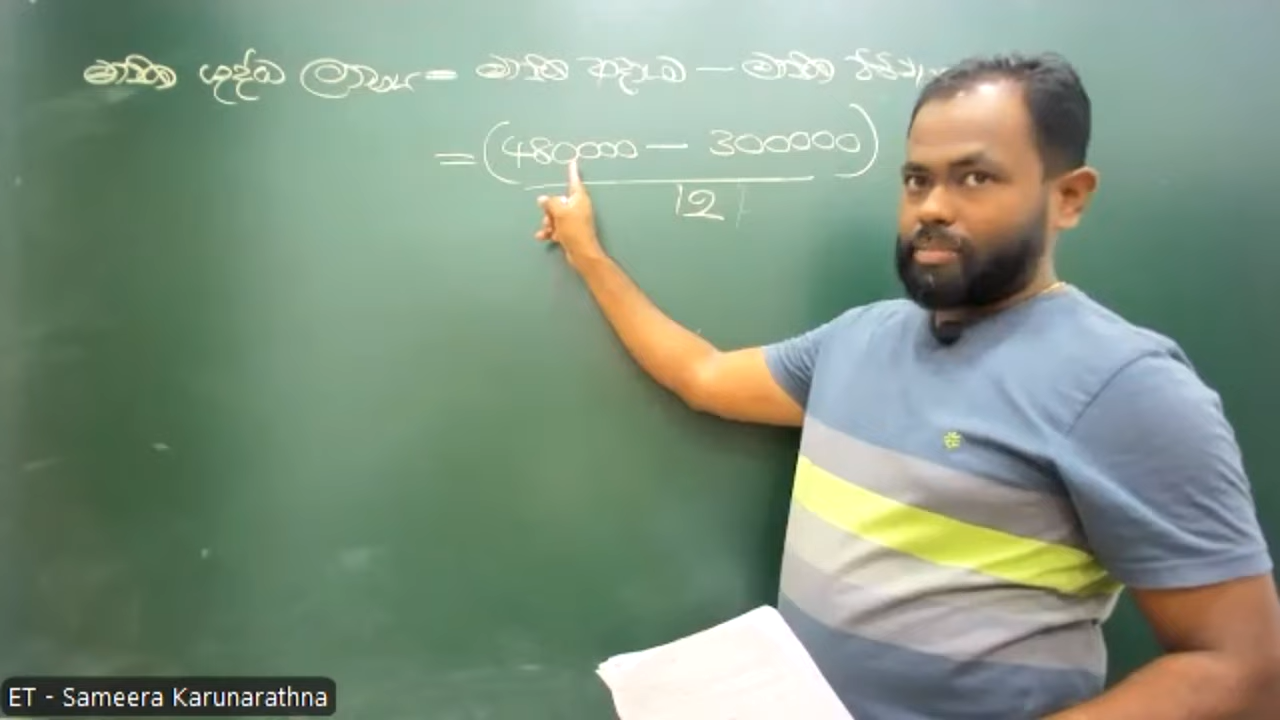 මාසික ශුද්ධ ලාභය = මාසික ආදායම — මාසික
= (480000 — 300000)
12
ET - Sameera Karunarathna